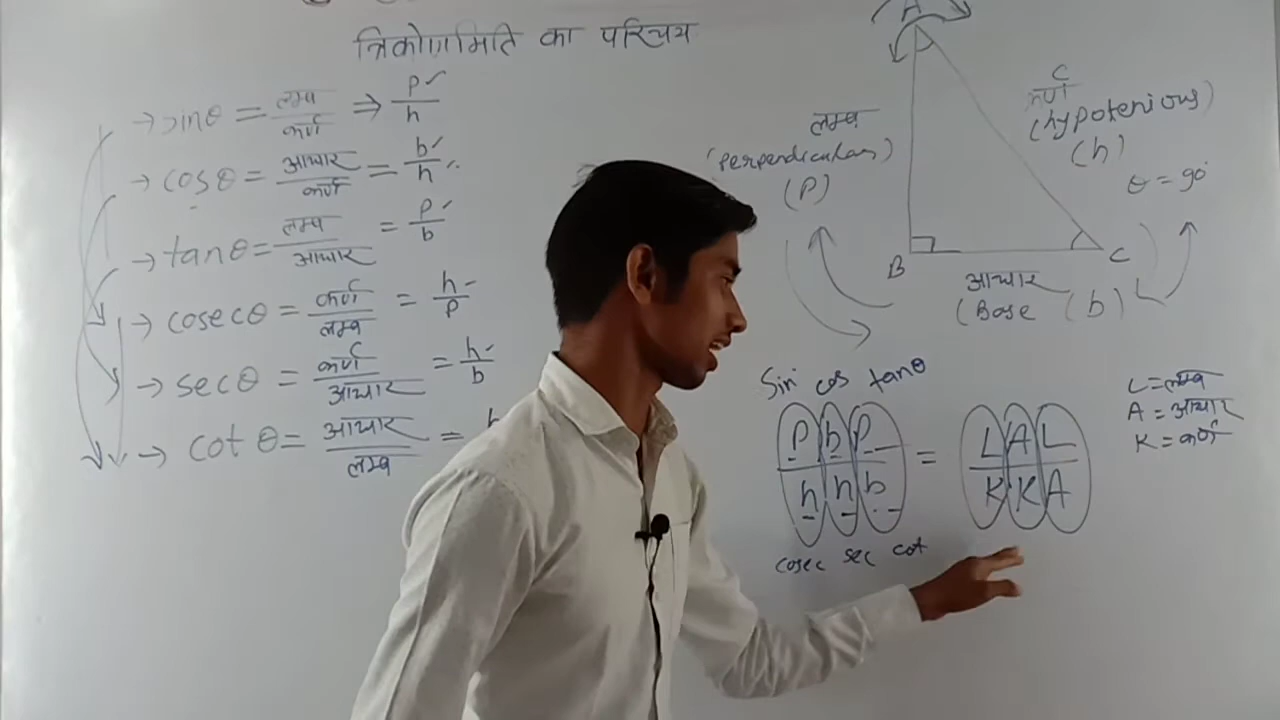 त्रिकोणमिति का परिचय
→ sinθ = लम्ब/कर्ण ⇒ P/h
→ cosθ = आधार/कर्ण = b/h
→ tanθ = लम्ब/आधार = P/b
→ cosecθ = कर्ण/लम्ब = h/P
→ secθ = कर्ण/आधार = h/b
→ cotθ = आधार/लम्ब =
A
लम्ब
(perpendicular)
(P)
C
कर्ण
(hypotenious)
(h)
θ = 90°
B
C
आधार
(Base (b)
Sin cos tanθ
P b P = L A L
h h b K K A
cosec sec cot
L = लम्ब
A = आधार
K = कर्ण